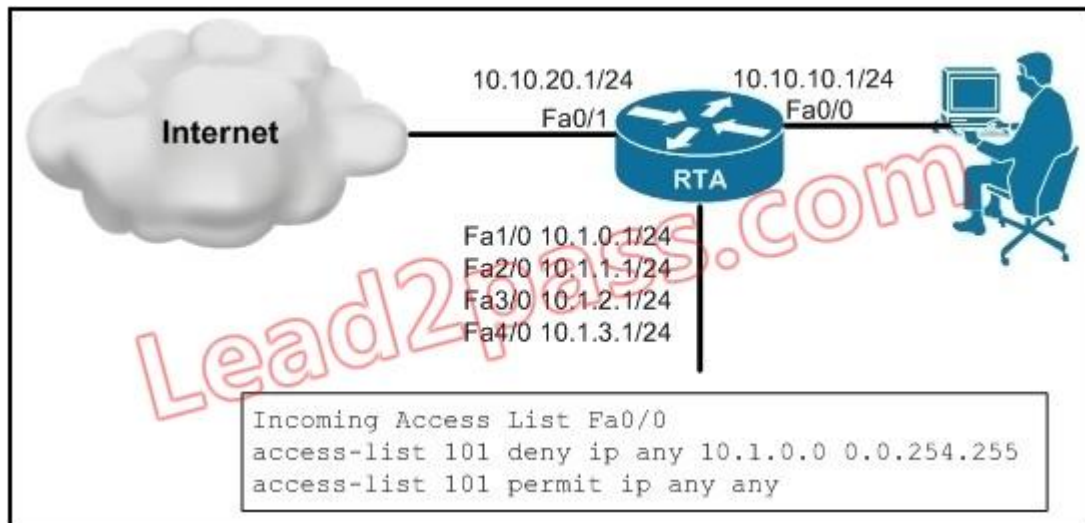 10.10.20.1/24
10.10.10.1/24
Fa0/1
Fa0/0
Internet
RTA
Fa1/0 10.1.0.1/24
Fa2/0 10.1.1.1/24
Fa3/0 10.1.2.1/24
Fa4/0 10.1.3.1/24
Lead2pass.com
Incoming Access List Fa0/0
access-list 101 deny ip any 10.1.0.0 0.0.254.255
access-list 101 permit ip any any